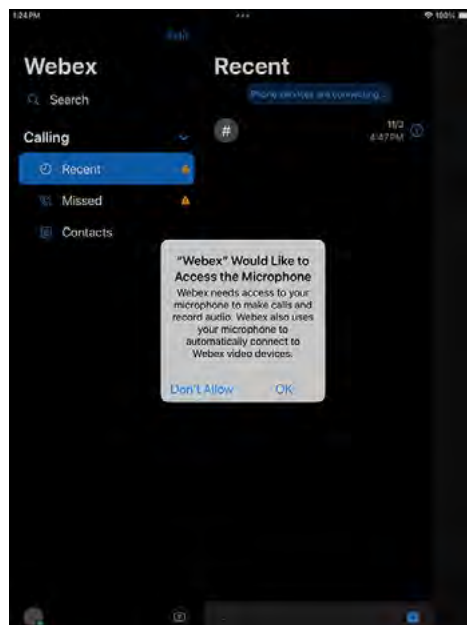 1:24 PM
100%
Edit
Webex
Recent
Search
Phone services are connecting...
Calling
#
11/2
4:47 PM
Recent
Missed
Contacts
"Webex" Would Like to
Access the Microphone
Webex needs access to your
microphone to make calls and
record audio. Webex also uses
your microphone to
automatically connect to
Webex video devices.
Don't Allow
OK